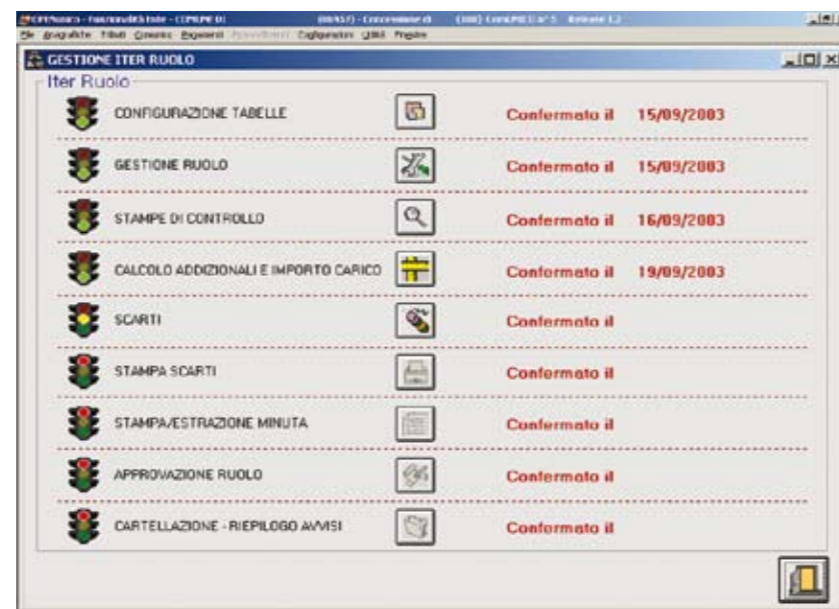 GESTIONE ITER RUOLO
Iter Ruolo
CONFIGURAZIONE TABELLE Confermato il 15/09/2003
GESTIONE RUOLO Confermato il 15/09/2003
STAMPE DI CONTROLLO Confermato il 16/09/2003
CALCOLO ADDIZIONALI E IMPORTO CARICO Confermato il 19/09/2003
SCARTI Confermato il
STAMPA SCARTI Confermato il
STAMPA/ESTRAZIONE MINUTA Confermato il
APPROVAZIONE RUOLO Confermato il
CARTELLAZIONE - RIEPILOGO AVVISI Confermato il